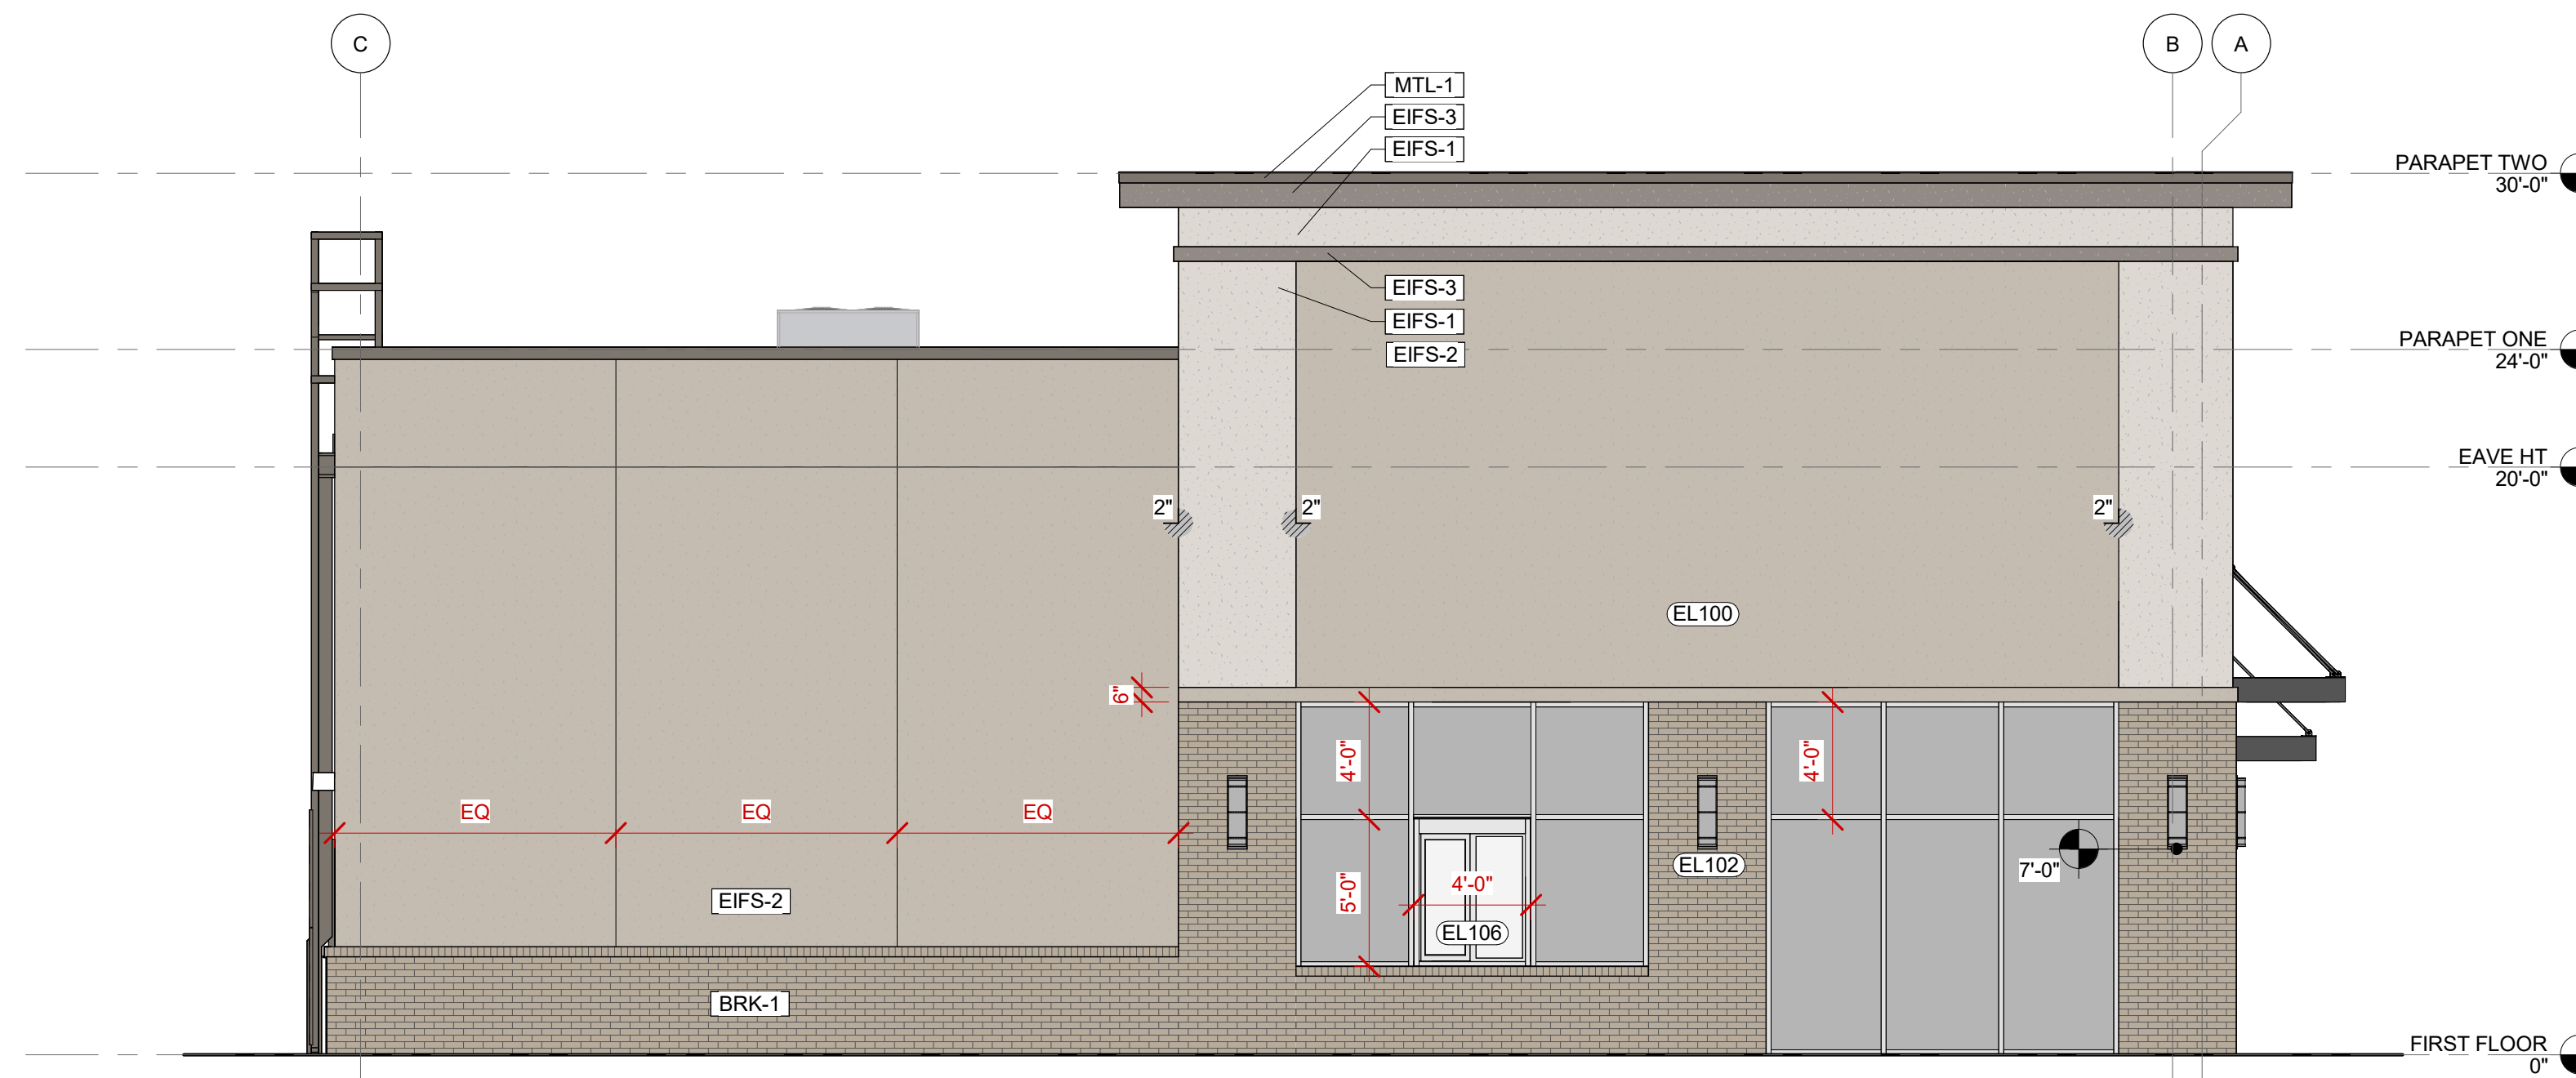 C
B
A
MTL-1
EIFS-3
EIFS-1
PARAPET TWO
30'-0"
EIFS-3
EIFS-1
EIFS-2
PARAPET ONE
24'-0"
EAVE HT
20'-0"
2"
2"
2"
EL100
6"
4'-0"
4'-0"
EQ
EQ
EQ
EL102
7'-0"
5'-0"
4'-0"
EIFS-2
EL106
BRK-1
FIRST FLOOR
0"